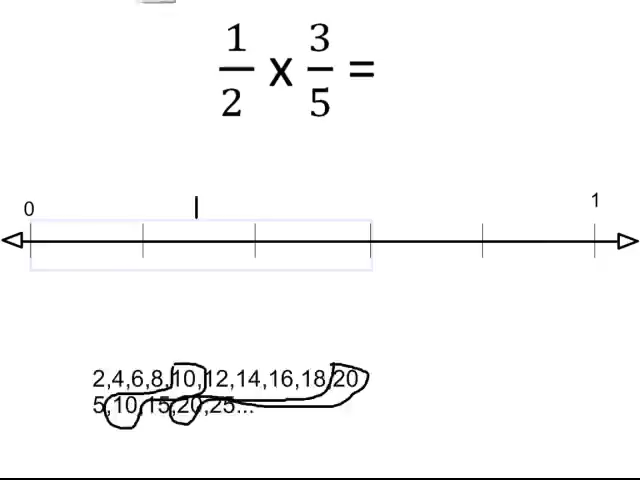 1/2 x 3/5 =
0 1
2,4,6,8,10,12,14,16,18,20
5,10,15,20,25...